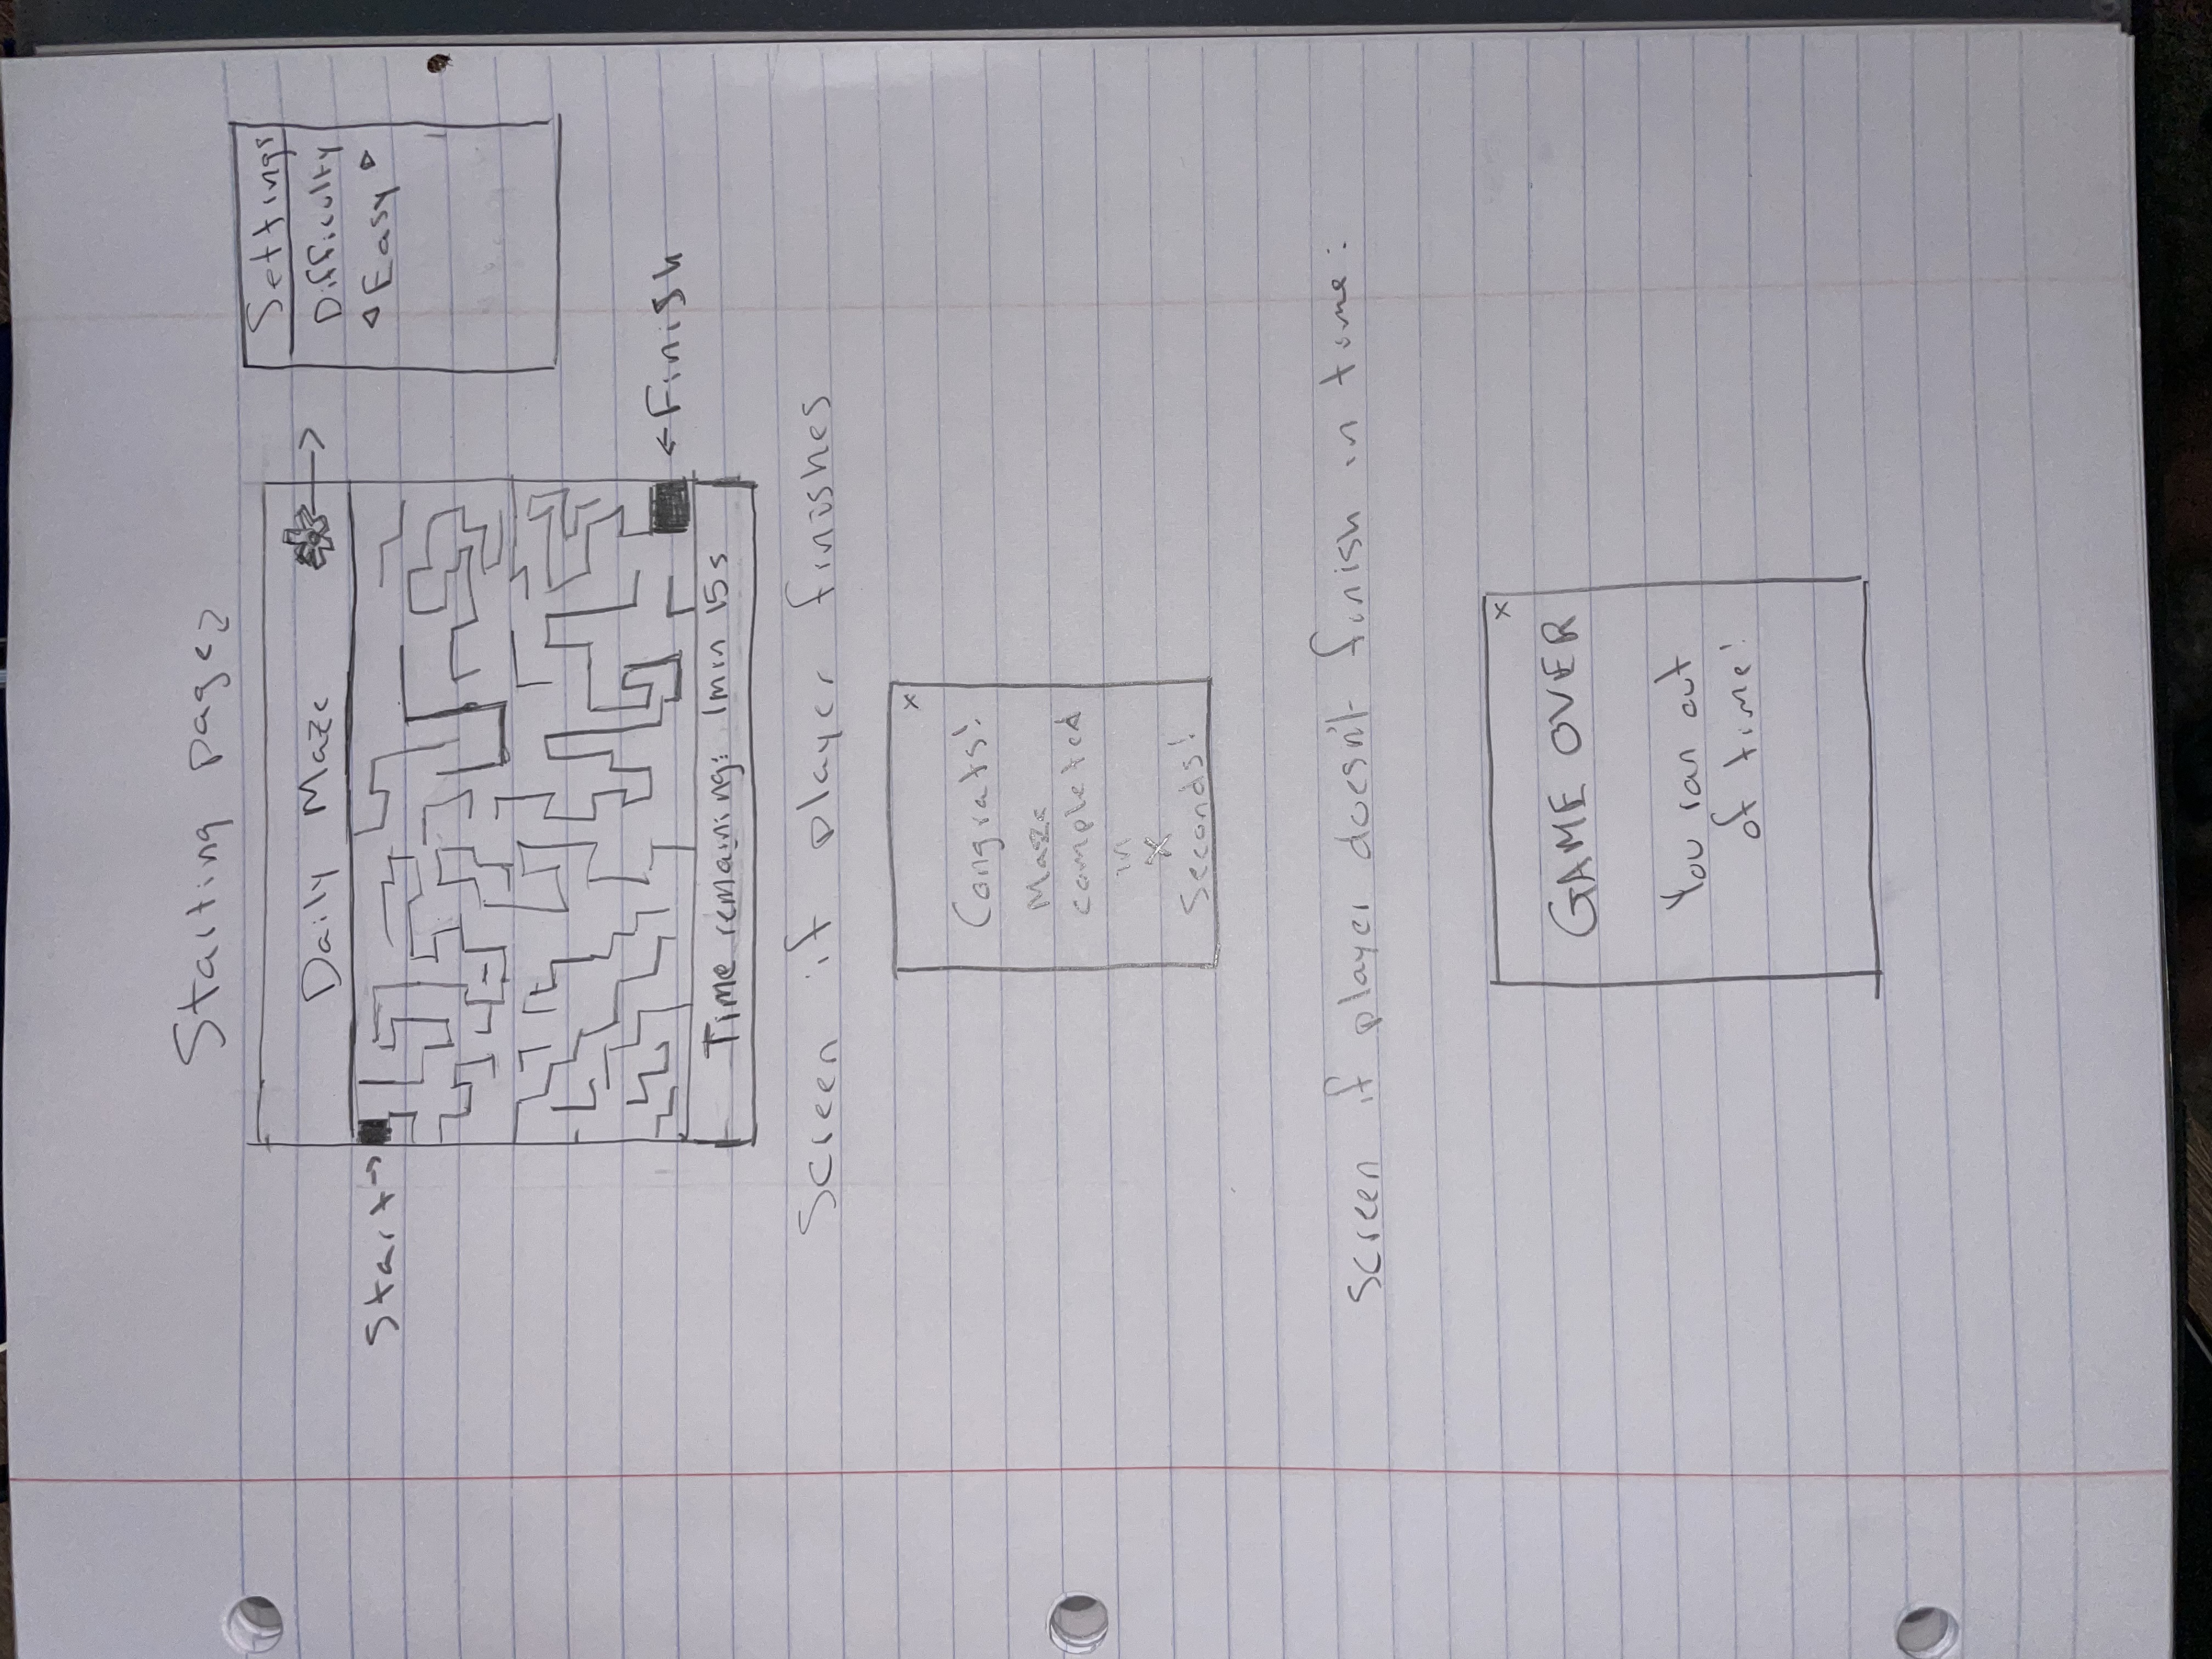 Starting page:
Daily Maze
Settings
Difficulty
Easy
Start
Finish
Time remaining: 1min 15s
Screen if player finishes
x
Congrats!
Maze
completed
in
X
Seconds!
screen if player doesn't finish in time:
x
GAME OVER
You ran out
of time!